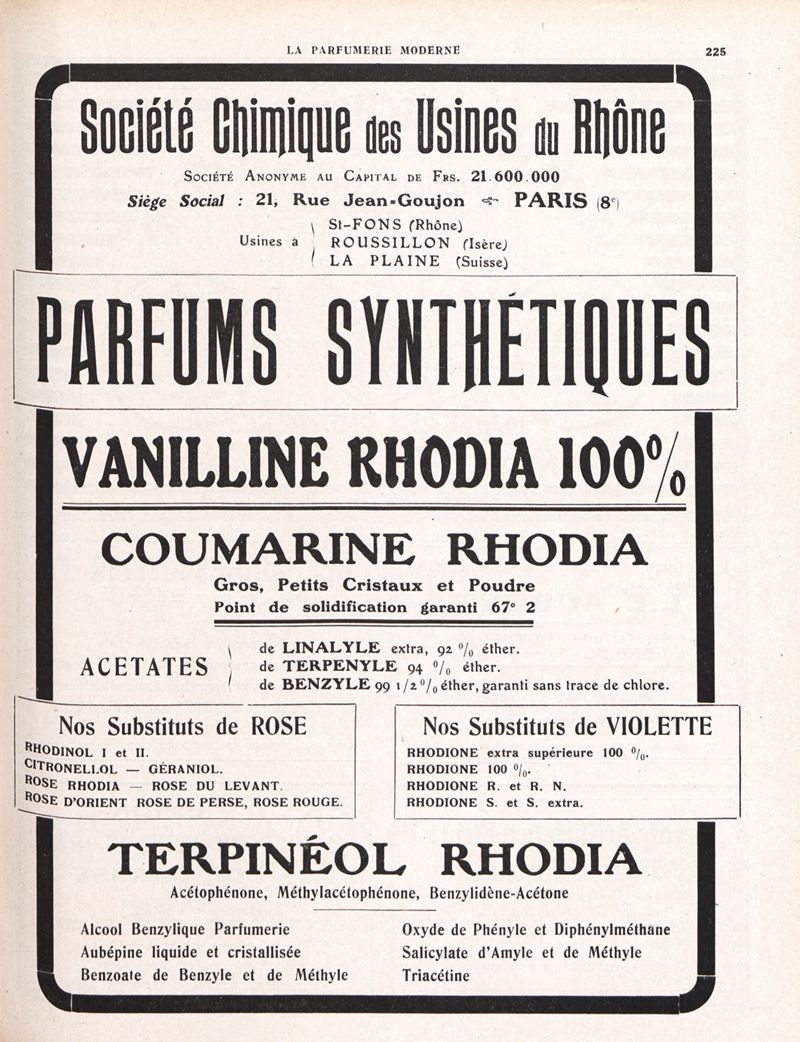 LA PARFUMERIE MODERNE
225
Société Chimique des Usines du Rhône
Société Anonyme au Capital de Frs. 21.600.000
Siège Social : 21, Rue Jean-Goujon PARIS (8e)
Usines à
St-FONS (Rhône)
ROUSSILLON (Isère)
LA PLAINE (Suisse)
PARFUMS SYNTHÉTIQUES
VANILLINE RHODIA 100%
COUMARINE RHODIA
Gros, Petits Cristaux et Poudre
Point de solidification garanti 67° 2
ACETATES
de LINALYLE extra, 92 % éther.
de TERPENYLE 94 % éther.
de BENZYLE 99 1/2 % éther, garanti sans trace de chlore.
Nos Substituts de ROSE
RHODINOL I et II.
CITRONELLOL — GÉRANIOL.
ROSE RHODIA — ROSE DU LEVANT.
ROSE D'ORIENT ROSE DE PERSE, ROSE ROUGE.
Nos Substituts de VIOLETTE
RHODIONE extra supérieure 100 %.
RHODIONE 100 %.
RHODIONE R. et R. N.
RHODIONE S. et S. extra.
TERPINÉOL RHODIA
Acétophénone, Méthylacétophénone, Benzylidène-Acétone
Alcool Benzylique Parfumerie
Aubépine liquide et cristallisée
Benzoate de Benzyle et de Méthyle
Oxyde de Phényle et Diphénylméthane
Salicylate d'Amyle et de Méthyle
Triacétine